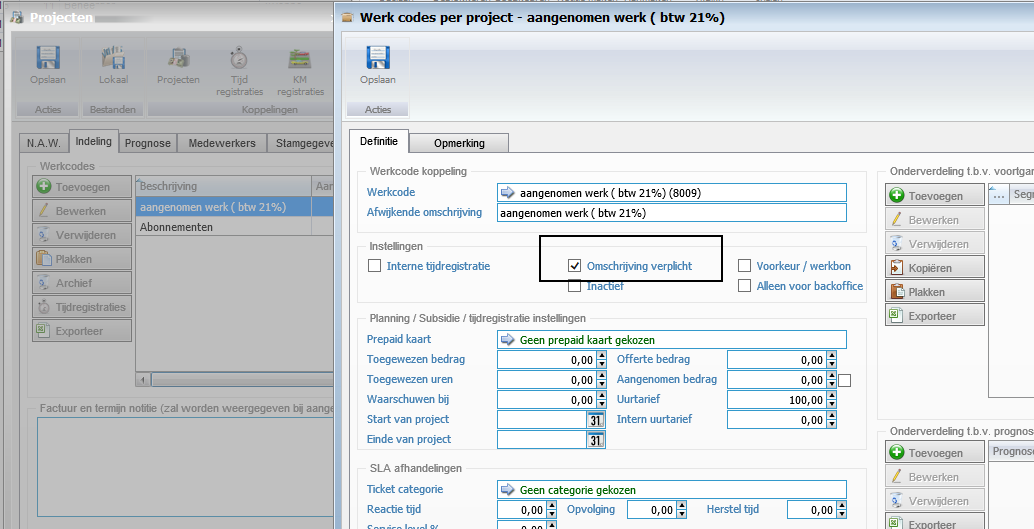 Projecten
Opslaan
Lokaal
Projecten
Tijd
registraties
KM
registraties
Acties
Bestanden
Koppelingen
N.A.W.
Indeling
Prognose
Medewerkers
Stamgegeve
Werkcodes
Toevoegen
Bewerken
Verwijderen
Plakken
Archief
Tijdregistraties
Exporteer
Beschrijving
Aan
aangenomen werk ( btw 21%)
Abonnementen
Factuur en termijn notitie (zal worden weergegeven bij aange
Werk codes per project - aangenomen werk ( btw 21%)
Opslaan
Acties
Definitie
Opmerking
Werkcode koppeling
Werkcode
aangenomen werk ( btw 21%) (8009)
Afwijkende omschrijving
aangenomen werk ( btw 21%)
Instellingen
Interne tijdregistratie
Omschrijving verplicht
Voorkeur / werkbon
Inactief
Alleen voor backoffice
Planning / Subsidie / tijdregistratie instellingen
Prepaid kaart
Geen prepaid kaart gekozen
Toegewezen bedrag
0,00
Offerte bedrag
0,00
Toegewezen uren
0,00
Aangenomen bedrag
0,00
Waarschuwen bij
0,00
Uurtarief
100,00
Start van project
31
Intern uurtarief
0,00
Einde van project
31
SLA afhandelingen
Ticket categorie
Geen categorie gekozen
Reactie tijd
0,00
Opvolging
0,00
Herstel tijd
0,00
Service level %
0,00
Onderverdeling t.b.v. voortgan
Toevoegen
Bewerken
Verwijderen
Kopiëren
Plakken
Exporteer
...
Segm
Onderverdeling t.b.v. prognose
Toevoegen
Bewerken
Verwijderen
Exporteer
Prognose